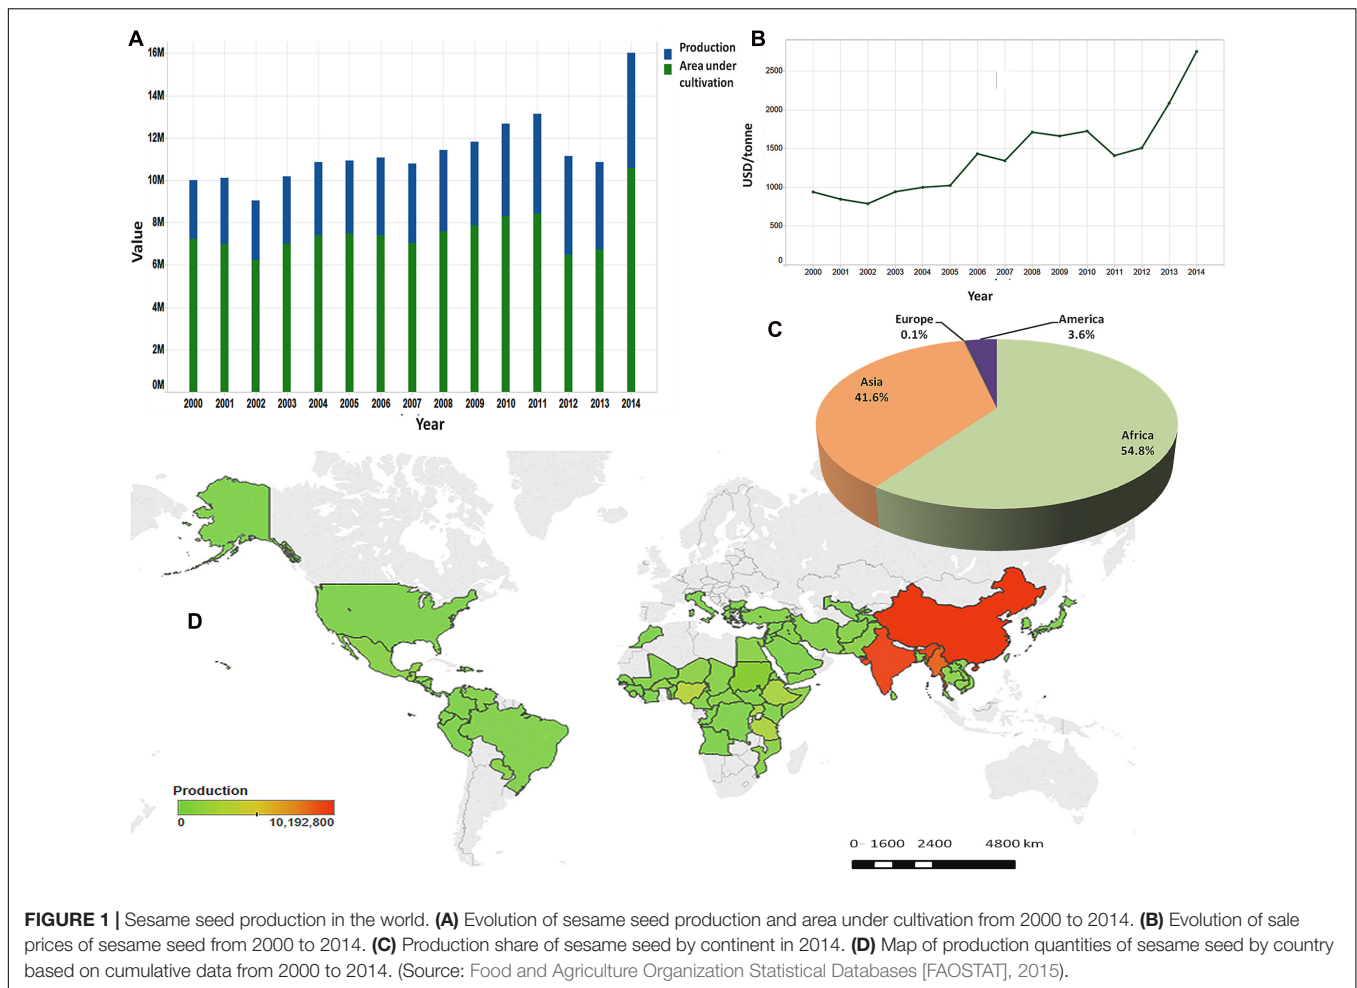 A
16M
14M
12M
10M
8M
6M
4M
2M
0M
Value
2000 2001 2002 2003 2004 2005 2006 2007 2008 2009 2010 2011 2012 2013 2014
Year
Production
Area under
cultivation
B
2500
2000
1500
1000
500
0
USD/tonne
2000 2001 2002 2003 2004 2005 2006 2007 2008 2009 2010 2011 2012 2013 2014
Year
C
Europe
0.1%
America
3.6%
Asia
41.6%
Africa
54.8%
D
Production
0 10,192,800
0 1600 2400 4800 km
FIGURE 1 | Sesame seed production in the world. (A) Evolution of sesame seed production and area under cultivation from 2000 to 2014. (B) Evolution of sale
prices of sesame seed from 2000 to 2014. (C) Production share of sesame seed by continent in 2014. (D) Map of production quantities of sesame seed by country
based on cumulative data from 2000 to 2014. (Source: Food and Agriculture Organization Statistical Databases [FAOSTAT], 2015).